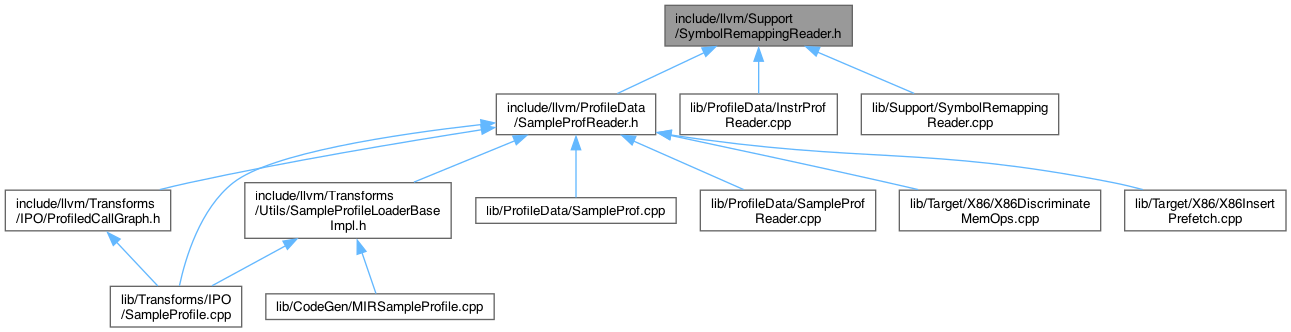 include/llvm/Support
/SymbolRemappingReader.h
include/llvm/ProfileData
/SampleProfReader.h
lib/ProfileData/InstrProf
Reader.cpp
lib/Support/SymbolRemapping
Reader.cpp
include/llvm/Transforms
/IPO/ProfiledCallGraph.h
include/llvm/Transforms
/Utils/SampleProfileLoaderBase
Impl.h
lib/ProfileData/SampleProf.cpp
lib/ProfileData/SampleProf
Reader.cpp
lib/Target/X86/X86Discriminate
MemOps.cpp
lib/Target/X86/X86Insert
Prefetch.cpp
lib/Transforms/IPO
/SampleProfile.cpp
lib/CodeGen/MIRSampleProfile.cpp